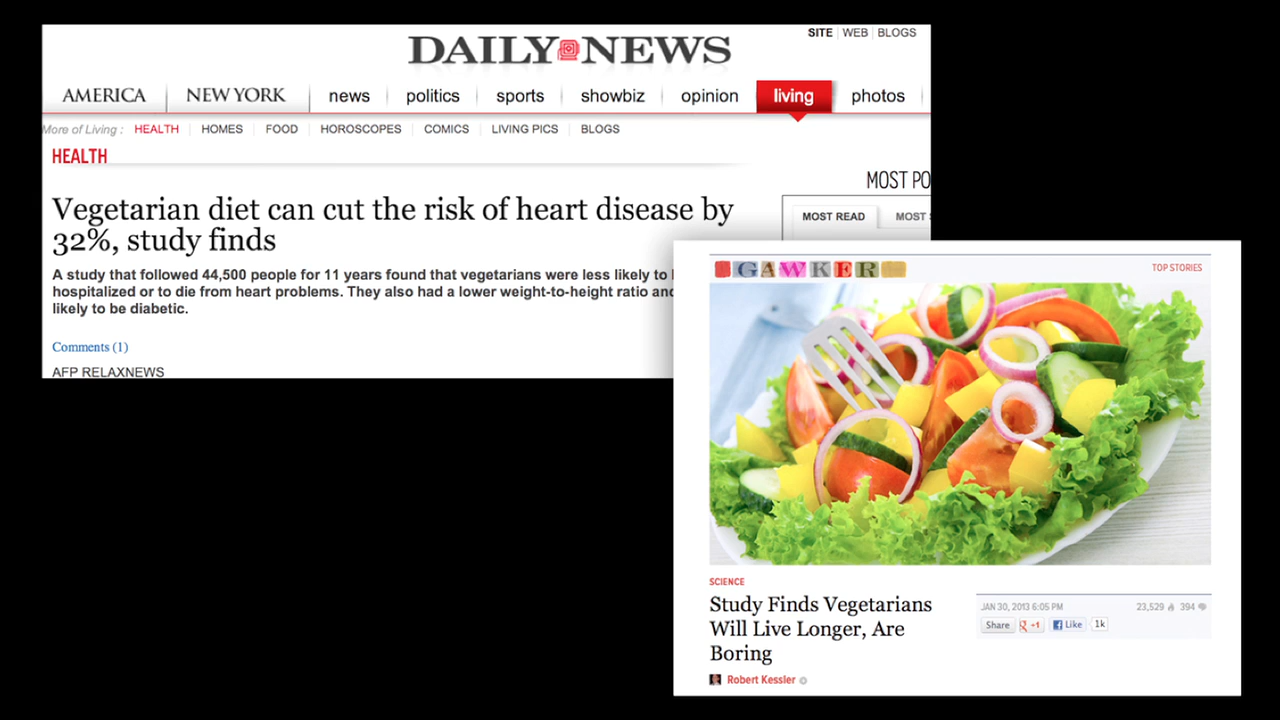 DAILY NEWS
SITE WEB BLOGS
AMERICA NEW YORK news politics sports showbiz opinion living photos
More of Living : HEALTH HOMES FOOD HOROSCOPES COMICS LIVING PICS BLOGS
HEALTH
MOST PO
MOST READ MOST
Vegetarian diet can cut the risk of heart disease by
32%, study finds
A study that followed 44,500 people for 11 years found that vegetarians were less likely to
hospitalized or to die from heart problems. They also had a lower weight-to-height ratio and
likely to be diabetic.
Comments (1)
AFP RELAXNEWS
GAWKER
TOP STORIES
SCIENCE
Study Finds Vegetarians
Will Live Longer, Are
Boring
Robert Kessler
JAN 30, 2013 6:05 PM 23,529 394
Share g +1 Like 1k